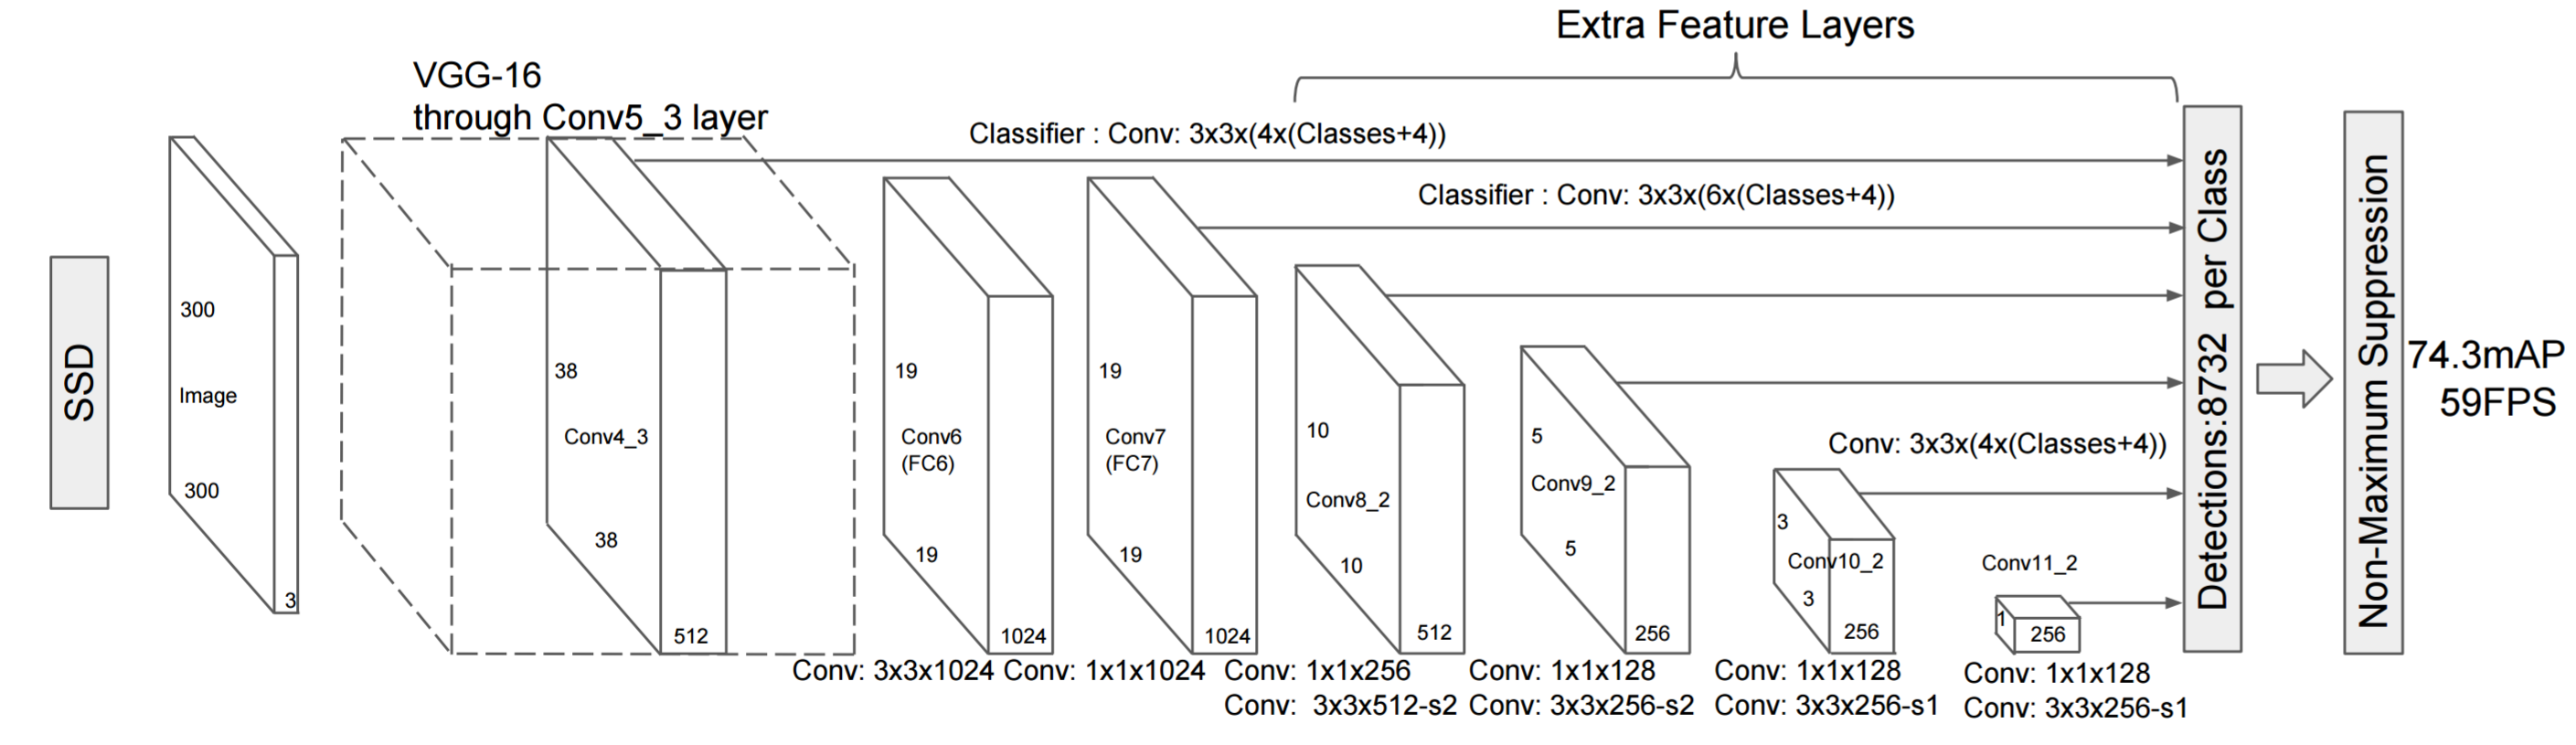 Extra Feature Layers
VGG-16
through Conv5_3 layer
Classifier : Conv: 3x3x(4x(Classes+4))
Classifier : Conv: 3x3x(6x(Classes+4))
SSD
300
Image
300
3
38
Conv4_3
38
512
19
Conv6
(FC6)
19
1024
19
Conv7
(FC7)
19
1024
10
Conv8_2
10
512
5
Conv9_2
5
256
Conv: 3x3x(4x(Classes+4))
3
Conv10_2
3
256
Conv11_2
1
256
Conv: 3x3x1024
Conv: 1x1x1024
Conv: 1x1x256
Conv: 3x3x512-s2
Conv: 1x1x128
Conv: 3x3x256-s2
Conv: 1x1x128
Conv: 3x3x256-s1
Conv: 1x1x128
Conv: 3x3x256-s1
Detections:8732 per Class
Non-Maximum Suppression
74.3mAP
59FPS